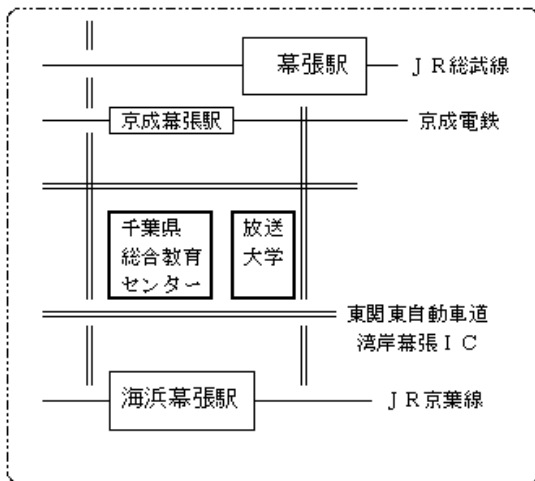 幕張駅
ＪＲ総武線
京成幕張駅
京成電鉄
千葉県
総合教育
センター
放送
大学
東関東自動車道
湾岸幕張ＩＣ
海浜幕張駅
ＪＲ京葉線